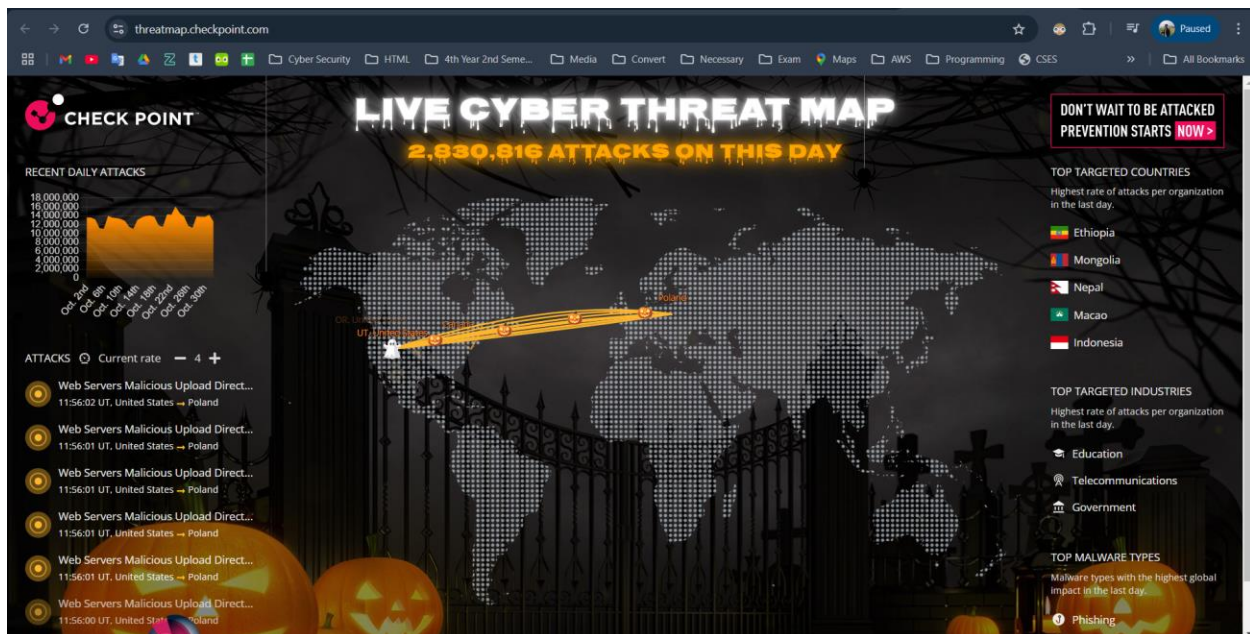 threatmap.checkpoint.com
Paused
Cyber Security HTML 4th Year 2nd Seme... Media Convert Necessary Exam Maps AWS Programming CSES » All Bookmarks
CHECK POINT
LIVE CYBER THREAT MAP
2,830,816 ATTACKS ON THIS DAY
DON'T WAIT TO BE ATTACKED
PREVENTION STARTS NOW >
RECENT DAILY ATTACKS
18,000,000
16,000,000
14,000,000
12,000,000
10,000,000
8,000,000
6,000,000
4,000,000
2,000,000
0
Oct. 2nd
Oct. 6th
Oct. 10th
Oct. 14th
Oct. 18th
Oct. 22nd
Oct. 26th
Oct. 30th
ATTACKS Current rate − 4 +
Web Servers Malicious Upload Direct...
11:56:02 UT, United States → Poland
Web Servers Malicious Upload Direct...
11:56:01 UT, United States → Poland
Web Servers Malicious Upload Direct...
11:56:01 UT, United States → Poland
Web Servers Malicious Upload Direct...
11:56:01 UT, United States → Poland
Web Servers Malicious Upload Direct...
11:56:01 UT, United States → Poland
Web Servers Malicious Upload Direct...
11:56:00 UT, United States → Poland
Poland
UT, United States
TOP TARGETED COUNTRIES
Highest rate of attacks per organization
in the last day.
Ethiopia
Mongolia
Nepal
Macao
Indonesia
TOP TARGETED INDUSTRIES
Highest rate of attacks per organization
in the last day.
Education
Telecommunications
Government
TOP MALWARE TYPES
Malware types with the highest global
impact in the last day.
Phishing